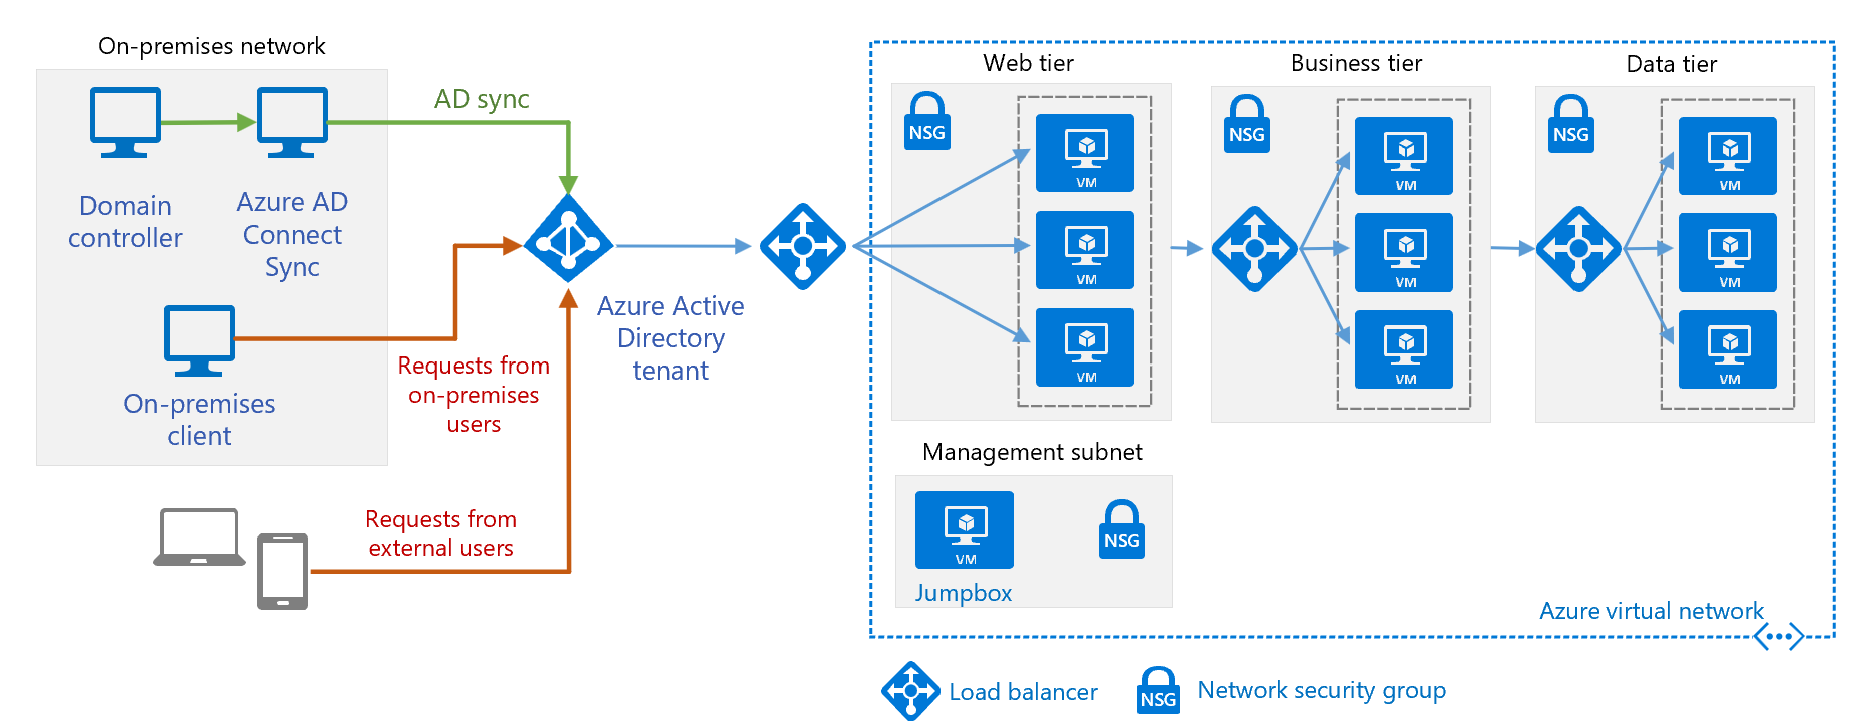 On-premises network
Domain
controller
Azure AD
Connect
Sync
On-premises
client
AD sync
Requests from
on-premises
users
Requests from
external users
Azure Active
Directory
tenant
Web tier
NSG
VM
VM
VM
Business tier
NSG
VM
VM
VM
Data tier
NSG
VM
VM
VM
Management subnet
VM
Jumpbox
NSG
Azure virtual network
Load balancer
NSG
Network security group